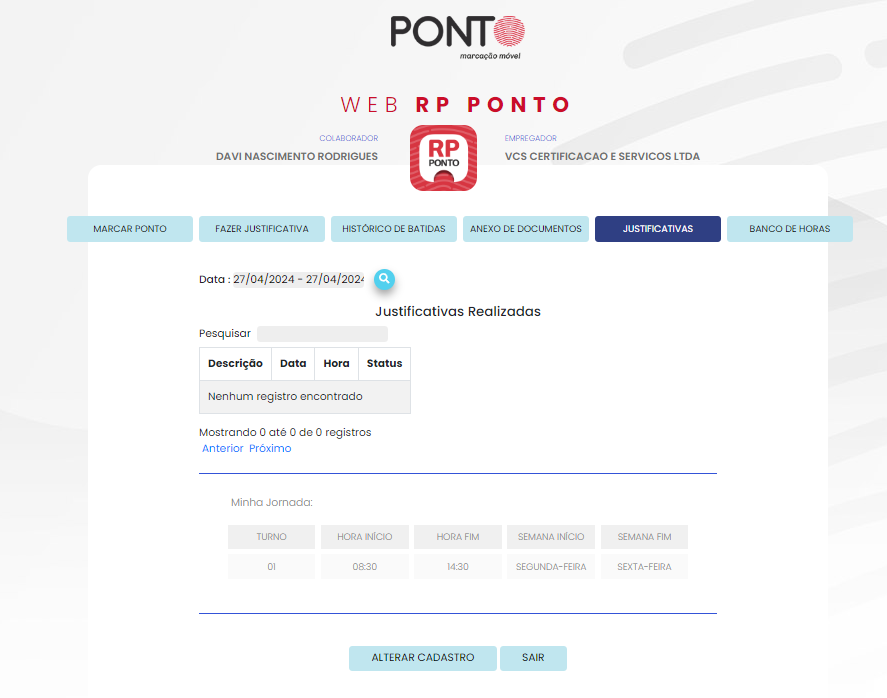 PONTO
marcação móvel
WEB RP PONTO
COLABORADOR
DAVI NASCIMENTO RODRIGUES
RP
PONTO
EMPREGADOR
VCS CERTIFICACAO E SERVICOS LTDA
MARCAR PONTO FAZER JUSTIFICATIVA HISTÓRICO DE BATIDAS ANEXO DE DOCUMENTOS JUSTIFICATIVAS BANCO DE HORAS
Data : 27/04/2024 - 27/04/2024
Justificativas Realizadas
Pesquisar
Descrição Data Hora Status
Nenhum registro encontrado
Mostrando 0 até 0 de 0 registros
Anterior Próximo
Minha Jornada:
TURNO HORA INÍCIO HORA FIM SEMANA INÍCIO SEMANA FIM
01 08:30 14:30 SEGUNDA-FEIRA SEXTA-FEIRA
ALTERAR CADASTRO SAIR